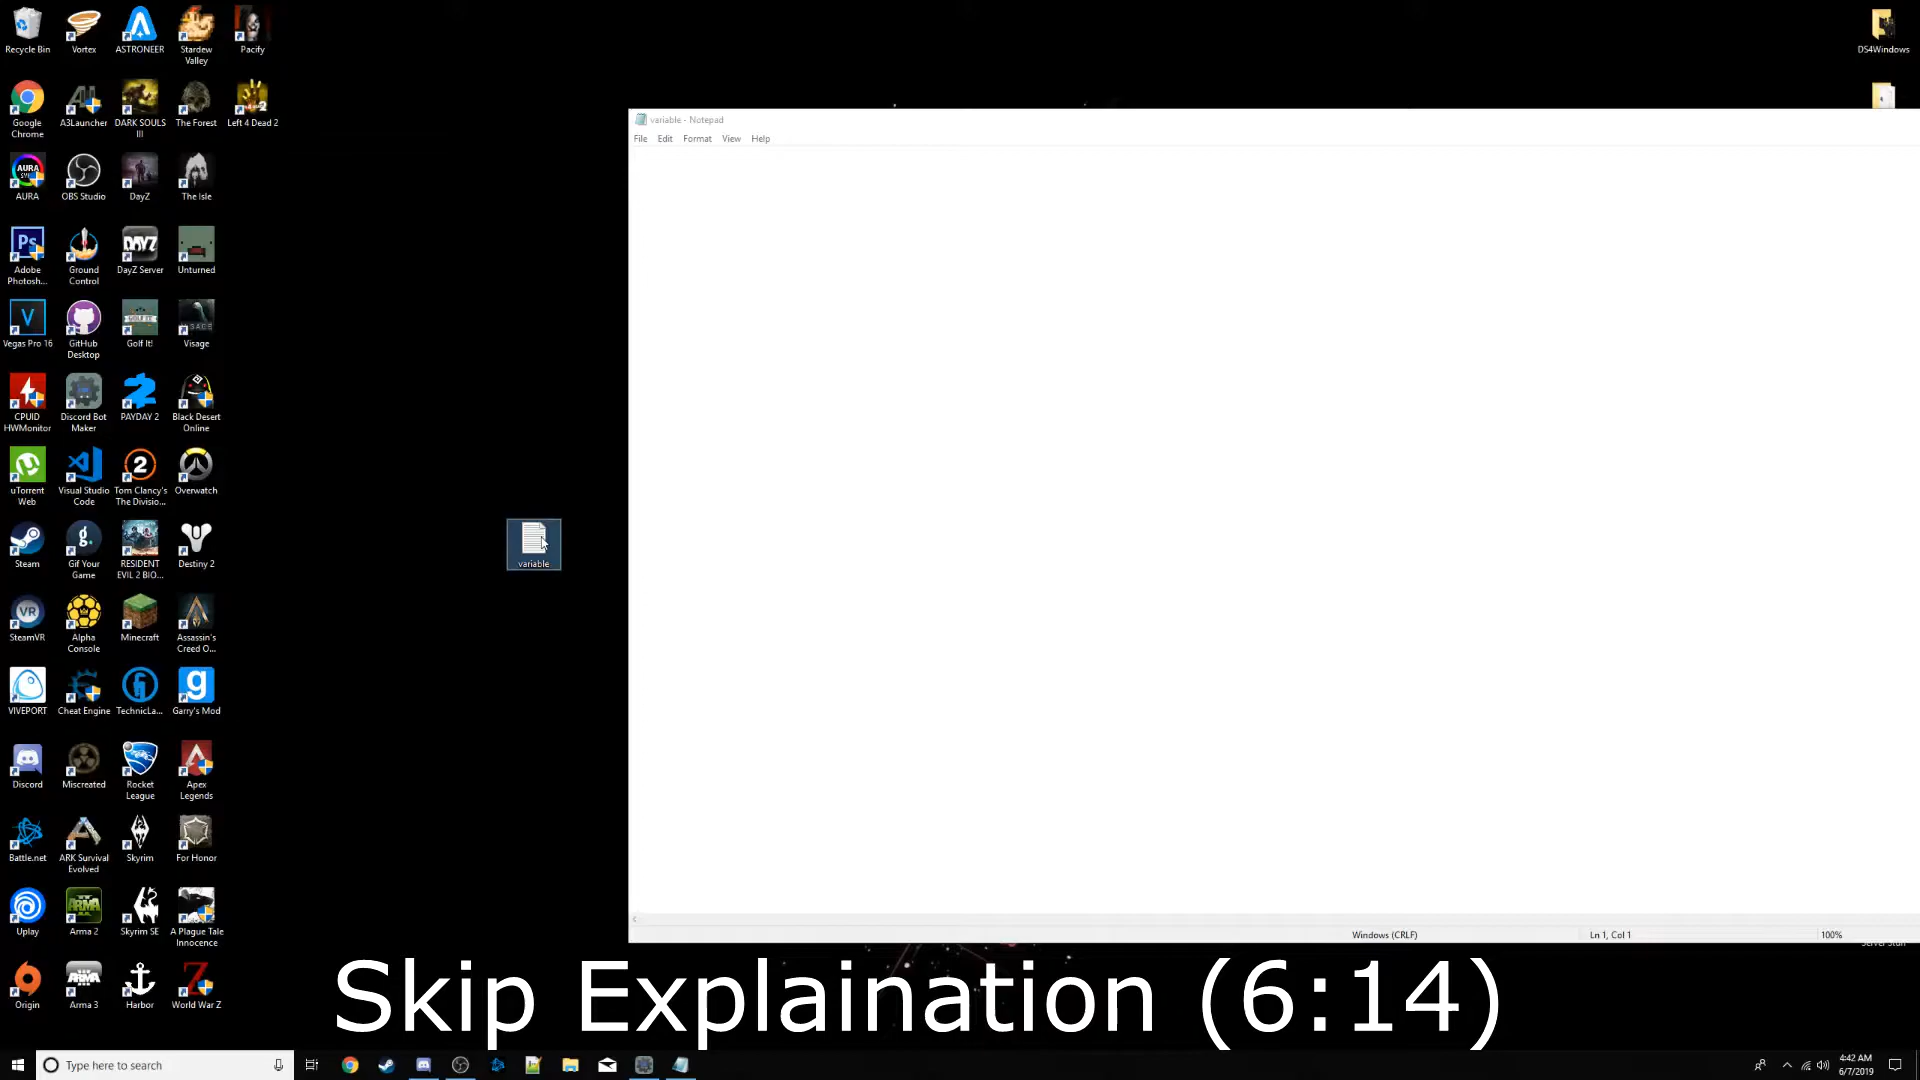 Recycle Bin
Vortex
ASTRONEER
Stardew
Valley
Pacify
DS4Windows
Google
Chrome
A3Launcher
DARK SOULS
III
The Forest
Left 4 Dead 2
AURA
OBS Studio
DayZ
The Isle
Adobe
Photosh...
Ground
Control
DayZ Server
Unturned
Vegas Pro 16
GitHub
Desktop
Golf It!
Visage
CPUID
HWMonitor
Discord Bot
Maker
PAYDAY 2
Black Desert
Online
uTorrent
Web
Visual Studio
Code
Tom Clancy's
The Divisio...
Overwatch
Steam
Gif Your
Game
RESIDENT
EVIL 2 BIO...
Destiny 2
SteamVR
Alpha
Console
Minecraft
Assassin's
Creed O...
VIVEPORT
Cheat Engine
TechnicLa...
Garry's Mod
Discord
Miscreated
Rocket
League
Apex
Legends
Battle.net
ARK Survival
Evolved
Skyrim
For Honor
Uplay
Arma 2
Skyrim SE
A Plague Tale
Innocence
Origin
Arma 3
Harbor
World War Z
variable
variable - Notepad
File Edit Format View Help
Windows (CRLF) Ln 1, Col 1 100%
Server Stuff
Skip Explaination (6:14)
Type here to search
4:42 AM
6/7/2019